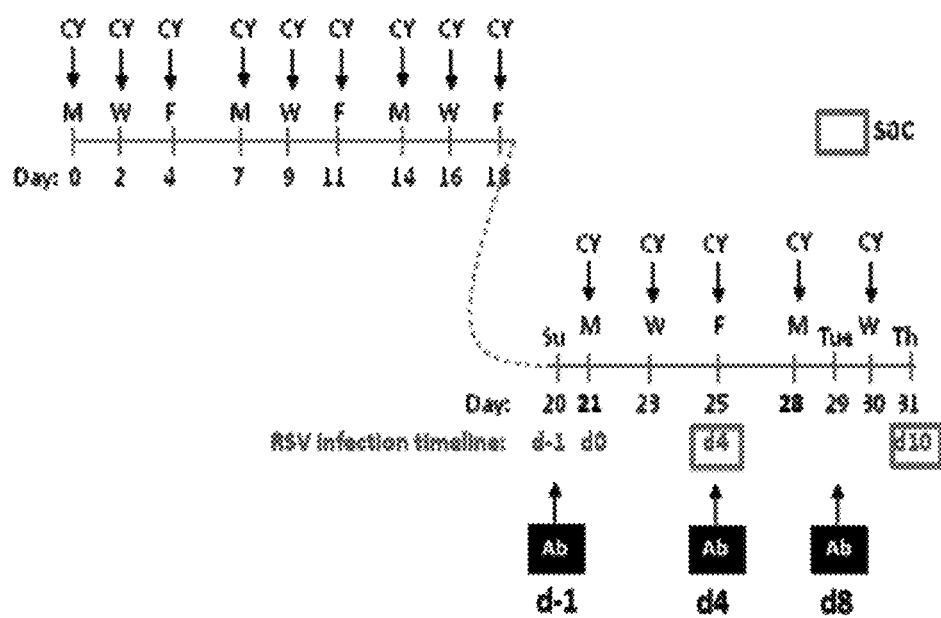 CY CY CY CY CY CY CY CY CY
M W F M W F M W F
Day: 0 2 4 7 9 11 14 16 18
sac
CY CY CY CY CY
Su M W F M Tue W Th
Day: 20 21 23 25 28 29 30 31
RSV infection timeline: d-1 d0 d4 d10
Ab Ab Ab
d-1 d4 d8